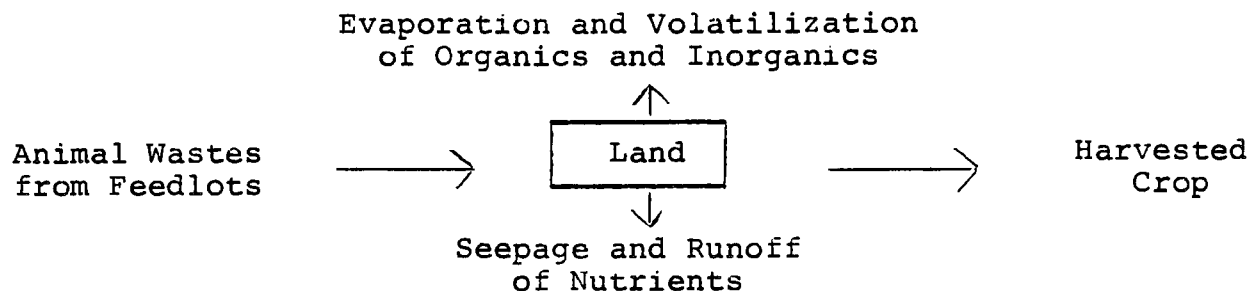 Evaporation and Volatilization
of Organics and Inorganics
Animal Wastes
from Feedlots
Land
Harvested
Crop
Seepage and Runoff
of Nutrients